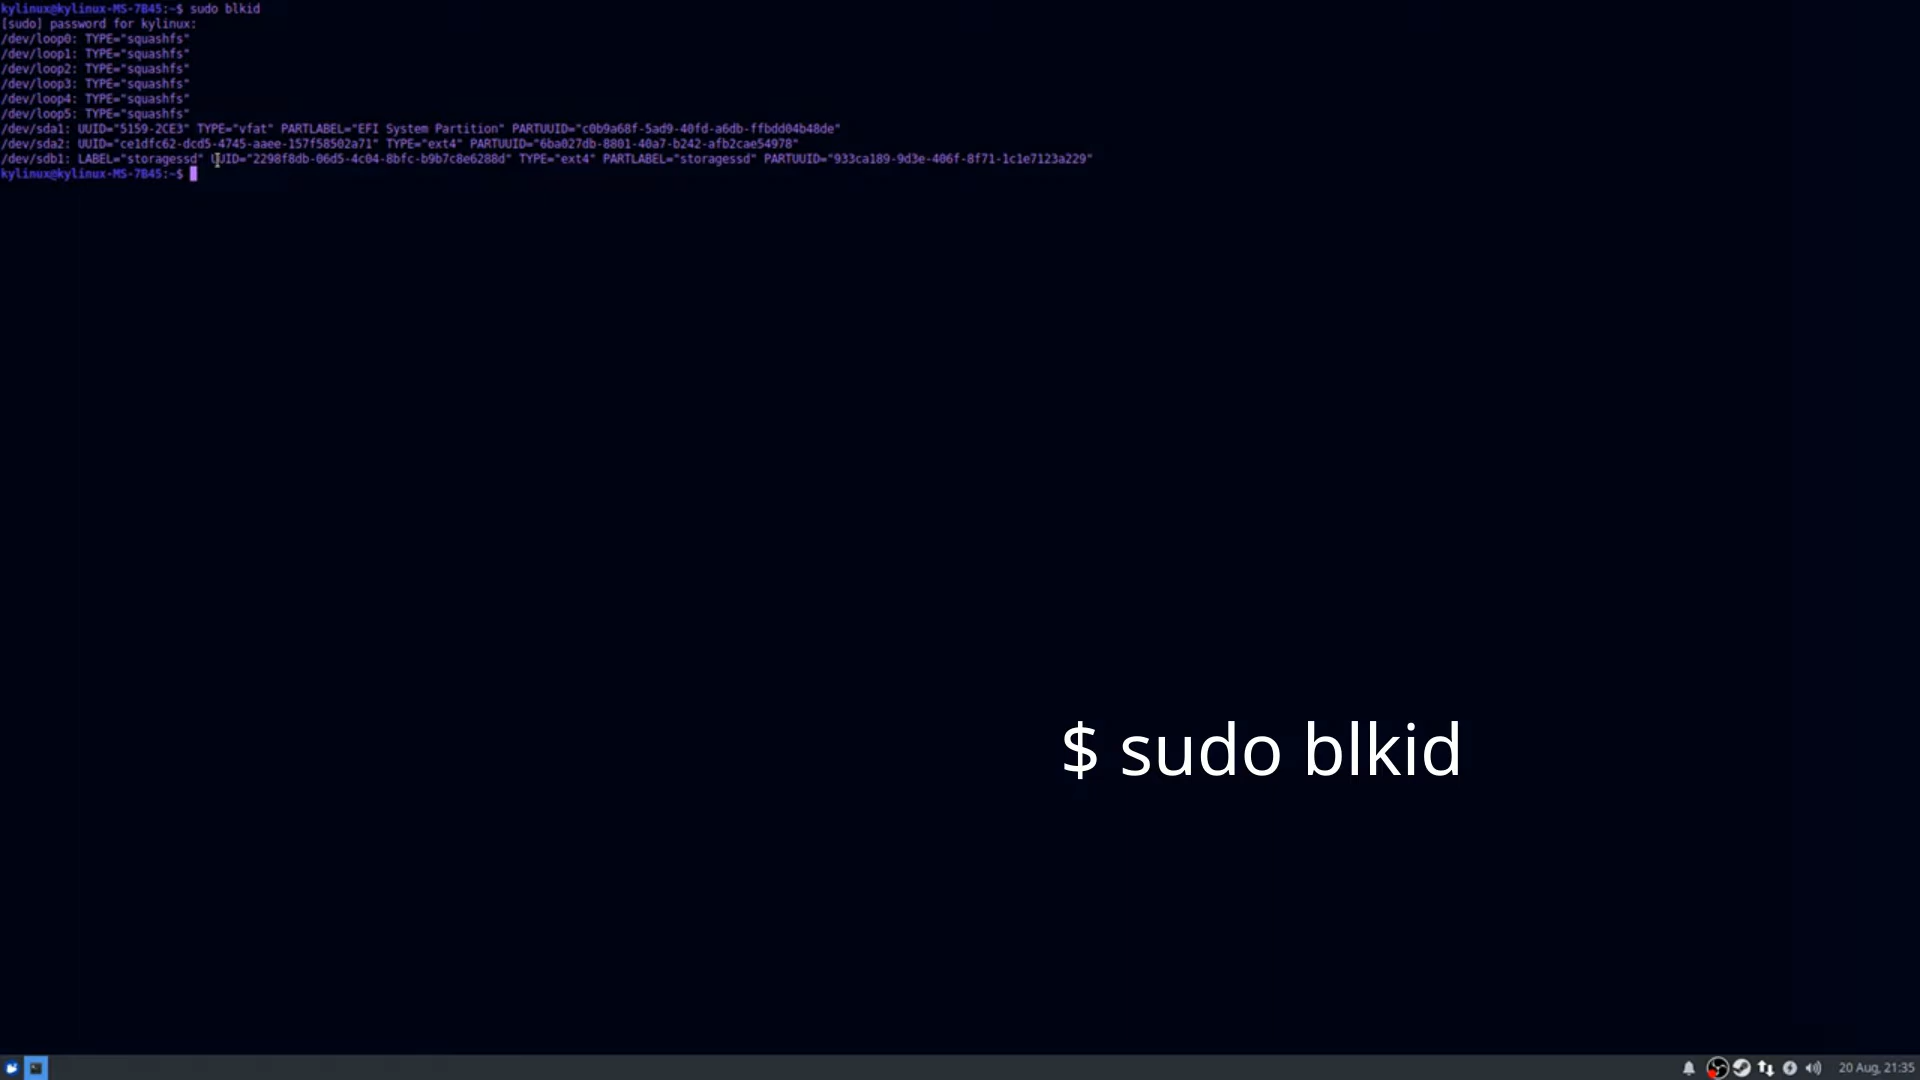 kylinux@kylinux-MS-7B45:~$ sudo blkid
[sudo] password for kylinux:
/dev/loop0: TYPE="squashfs"
/dev/loop1: TYPE="squashfs"
/dev/loop2: TYPE="squashfs"
/dev/loop3: TYPE="squashfs"
/dev/loop4: TYPE="squashfs"
/dev/loop5: TYPE="squashfs"
/dev/sda1: UUID="5159-2CE3" TYPE="vfat" PARTLABEL="EFI System Partition" PARTUUID="c0b9a68f-5ad9-40fd-a6db-ffbdd04b48de"
/dev/sda2: UUID="ce1dfc62-dcd5-4745-aaee-157f58502a71" TYPE="ext4" PARTUUID="6ba027db-8801-40a7-b242-afb2cae54978"
/dev/sdb1: LABEL="storagessd" UUID="2298f8db-06d5-4c04-8bfc-b9b7c8e6288d" TYPE="ext4" PARTLABEL="storagessd" PARTUUID="933ca189-9d3e-406f-8f71-1c1e7123a229"
kylinux@kylinux-MS-7B45:~$
$ sudo blkid
20 Aug, 21:35